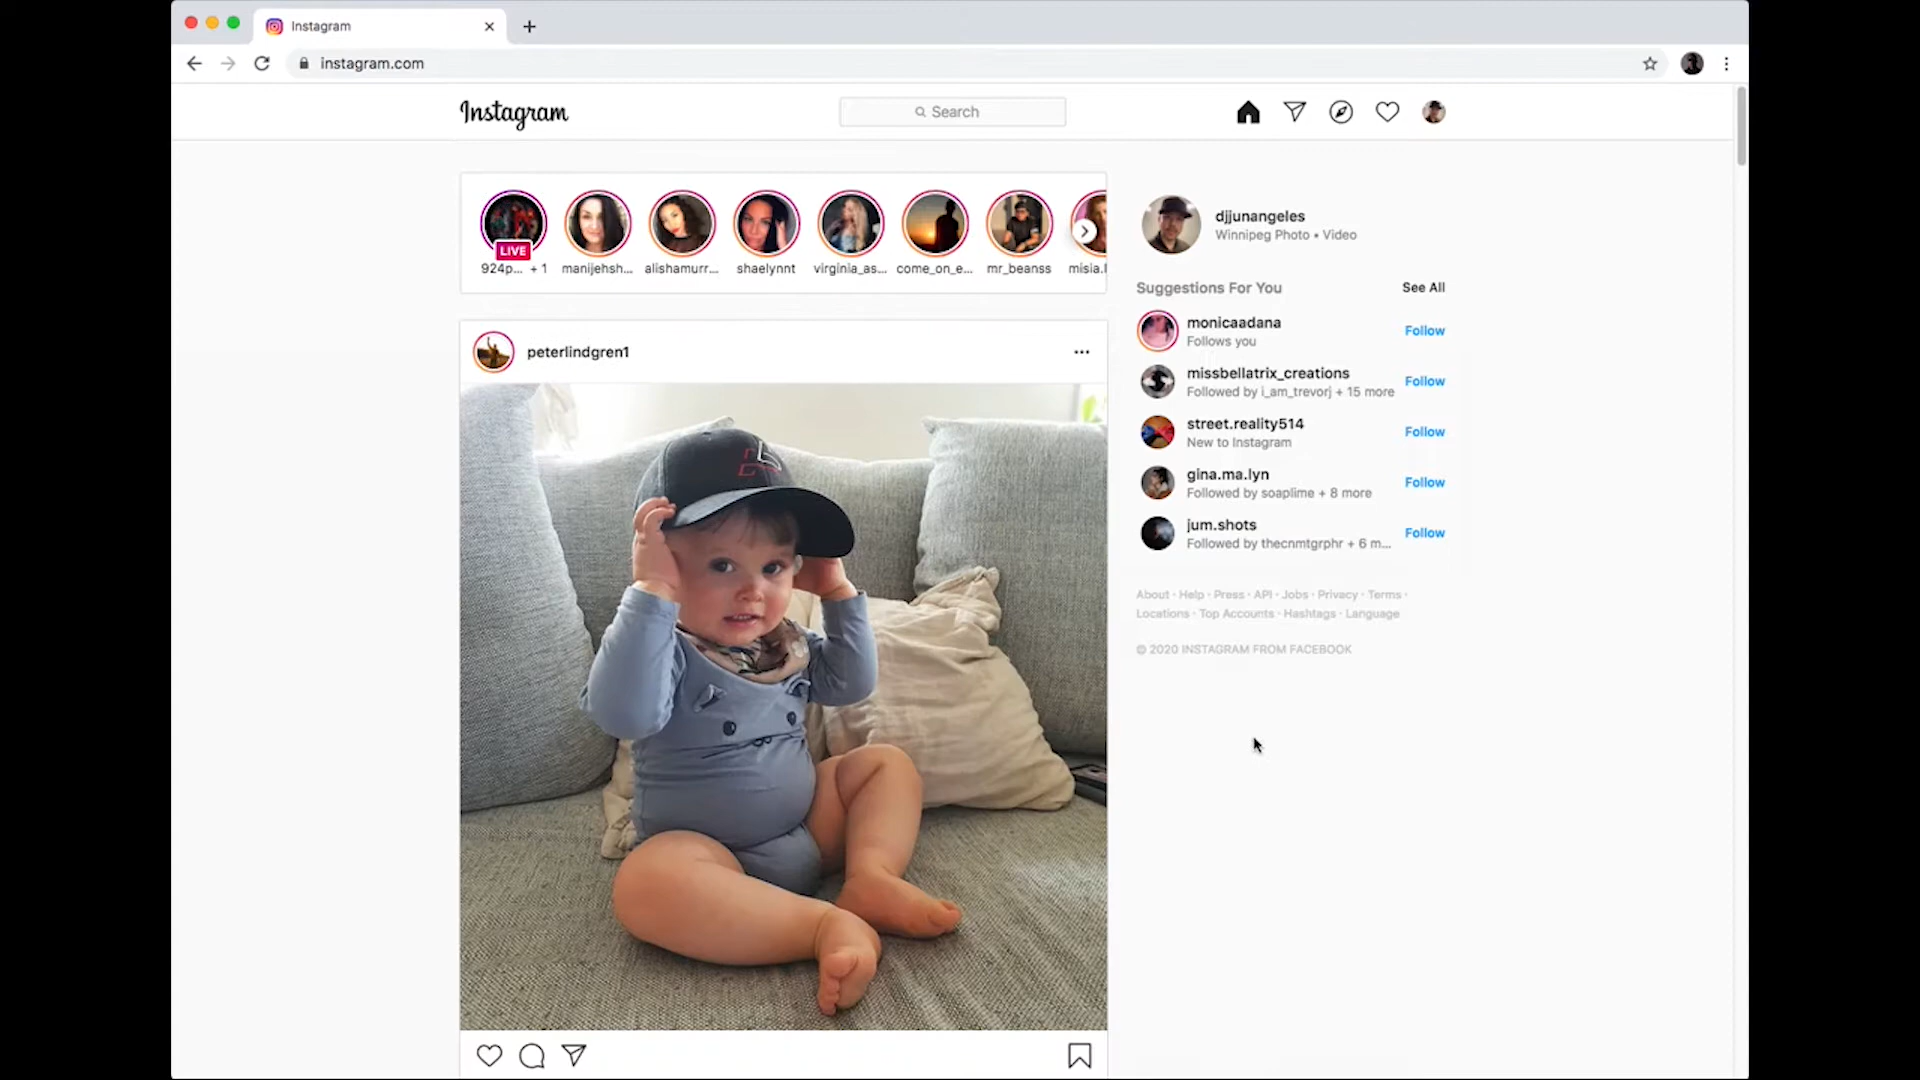 Instagram
instagram.com
Instagram
Search
LIVE
924p... + 1
manijehsh...
alishamurr...
shaelynnt
virginia_as...
come_on_e...
mr_beanss
misia.
djjunangeles
Winnipeg Photo • Video
Suggestions For You
See All
monicaadana
Follows you
Follow
missbellatrix_creations
Followed by i_am_trevorj + 15 more
Follow
street.reality514
New to Instagram
Follow
gina.ma.lyn
Followed by soaplime + 8 more
Follow
jum.shots
Followed by thecnmtgrphr + 6 m...
Follow
About · Help · Press · API · Jobs · Privacy · Terms ·
Locations · Top Accounts · Hashtags · Language
© 2020 INSTAGRAM FROM FACEBOOK
peterlindgren1